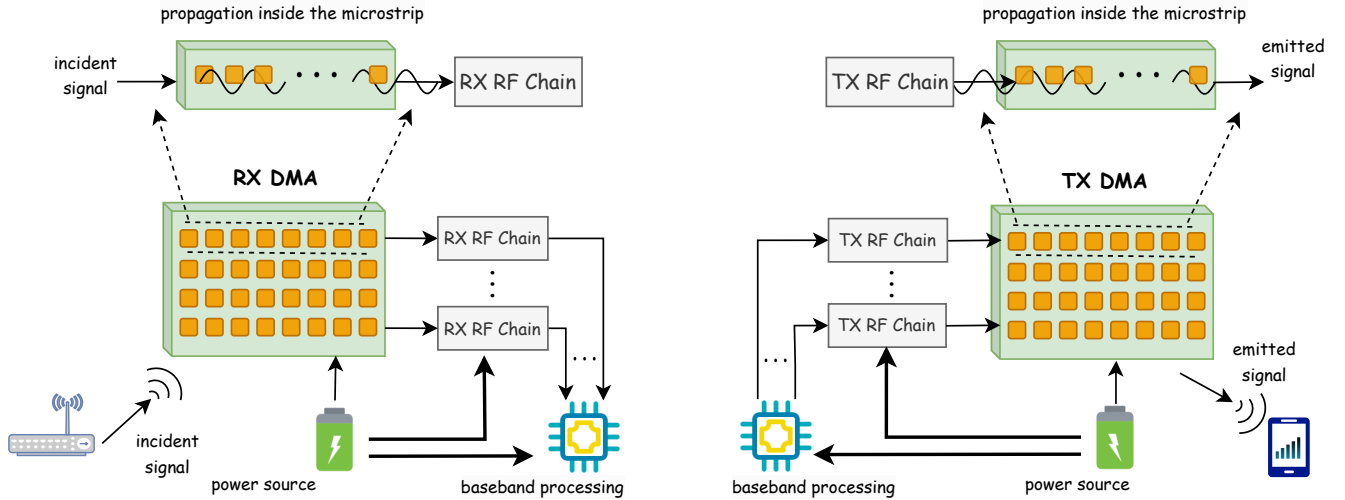 propagation inside the microstrip
incident
signal
RX RF Chain
RX DMA
RX RF Chain
RX RF Chain
incident
signal
power source
baseband processing
propagation inside the microstrip
TX RF Chain
emitted
signal
TX DMA
TX RF Chain
TX RF Chain
emitted
signal
baseband processing
power source